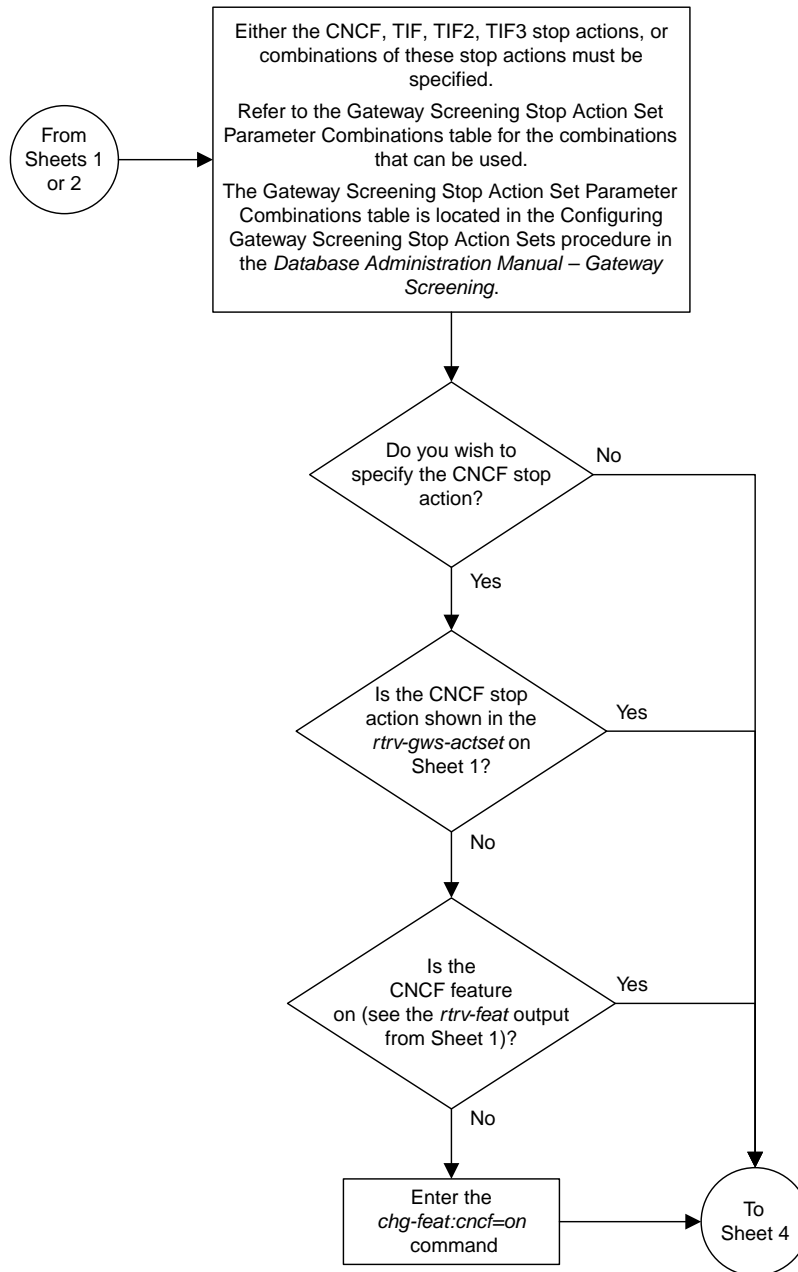 Either the CNCF, TIF, TIF2, TIF3 stop actions, or
combinations of these stop actions must be
specified.
Refer to the Gateway Screening Stop Action Set
Parameter Combinations table for the combinations
that can be used.
The Gateway Screening Stop Action Set Parameter
Combinations table is located in the Configuring
Gateway Screening Stop Action Sets procedure in
the Database Administration Manual – Gateway
Screening.
From
Sheets 1
or 2
Do you wish to
specify the CNCF stop
action?
No
Yes
Is the CNCF stop
action shown in the
rtrv-gws-actset on
Sheet 1?
Yes
No
Is the
CNCF feature
on (see the rtrv-feat output
from Sheet 1)?
Yes
No
Enter the
chg-feat:cncf=on
command
To
Sheet 4